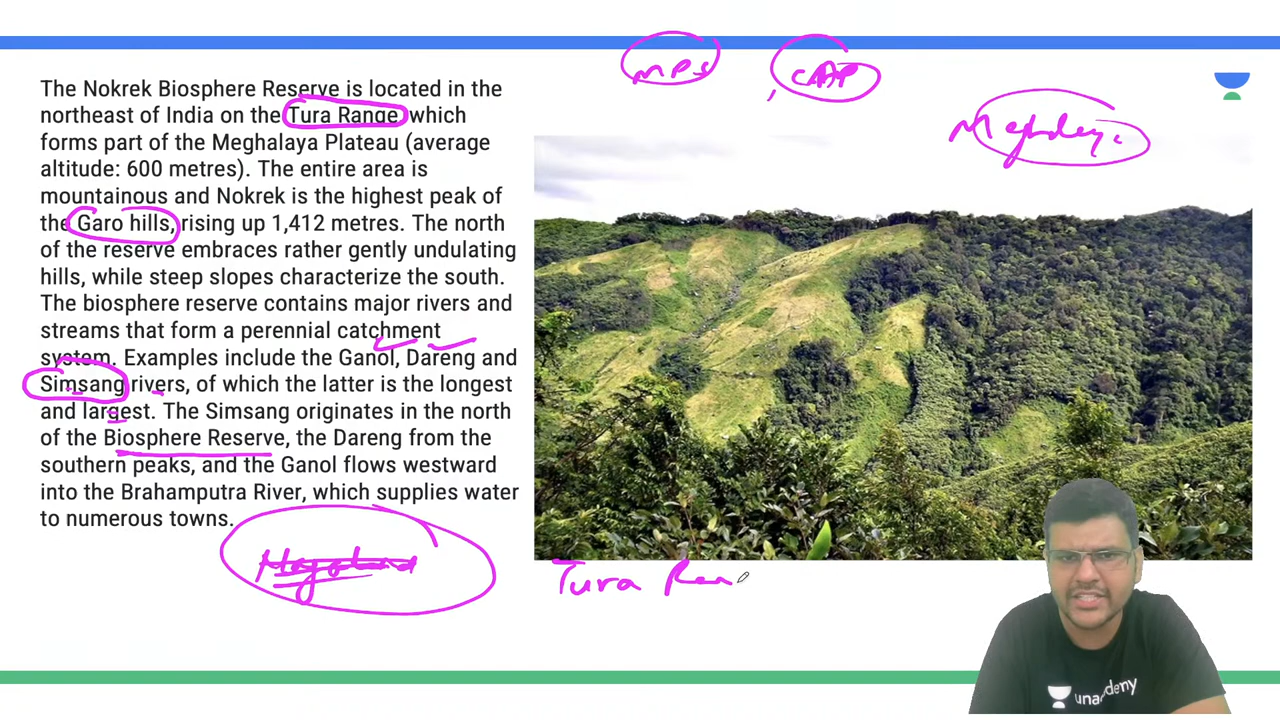 MPs, CAP
Meghalaya
The Nokrek Biosphere Reserve is located in the
northeast of India on the Tura Range, which
forms part of the Meghalaya Plateau (average
altitude: 600 metres). The entire area is
mountainous and Nokrek is the highest peak of
the Garo hills, rising up 1,412 metres. The north
of the reserve embraces rather gently undulating
hills, while steep slopes characterize the south.
The biosphere reserve contains major rivers and
streams that form a perennial catchment
system. Examples include the Ganol, Dareng and
Simsang rivers, of which the latter is the longest
and largest. The Simsang originates in the north
of the Biosphere Reserve, the Dareng from the
southern peaks, and the Ganol flows westward
into the Brahamputra River, which supplies water
to numerous towns.
Tura Ran
unacademy